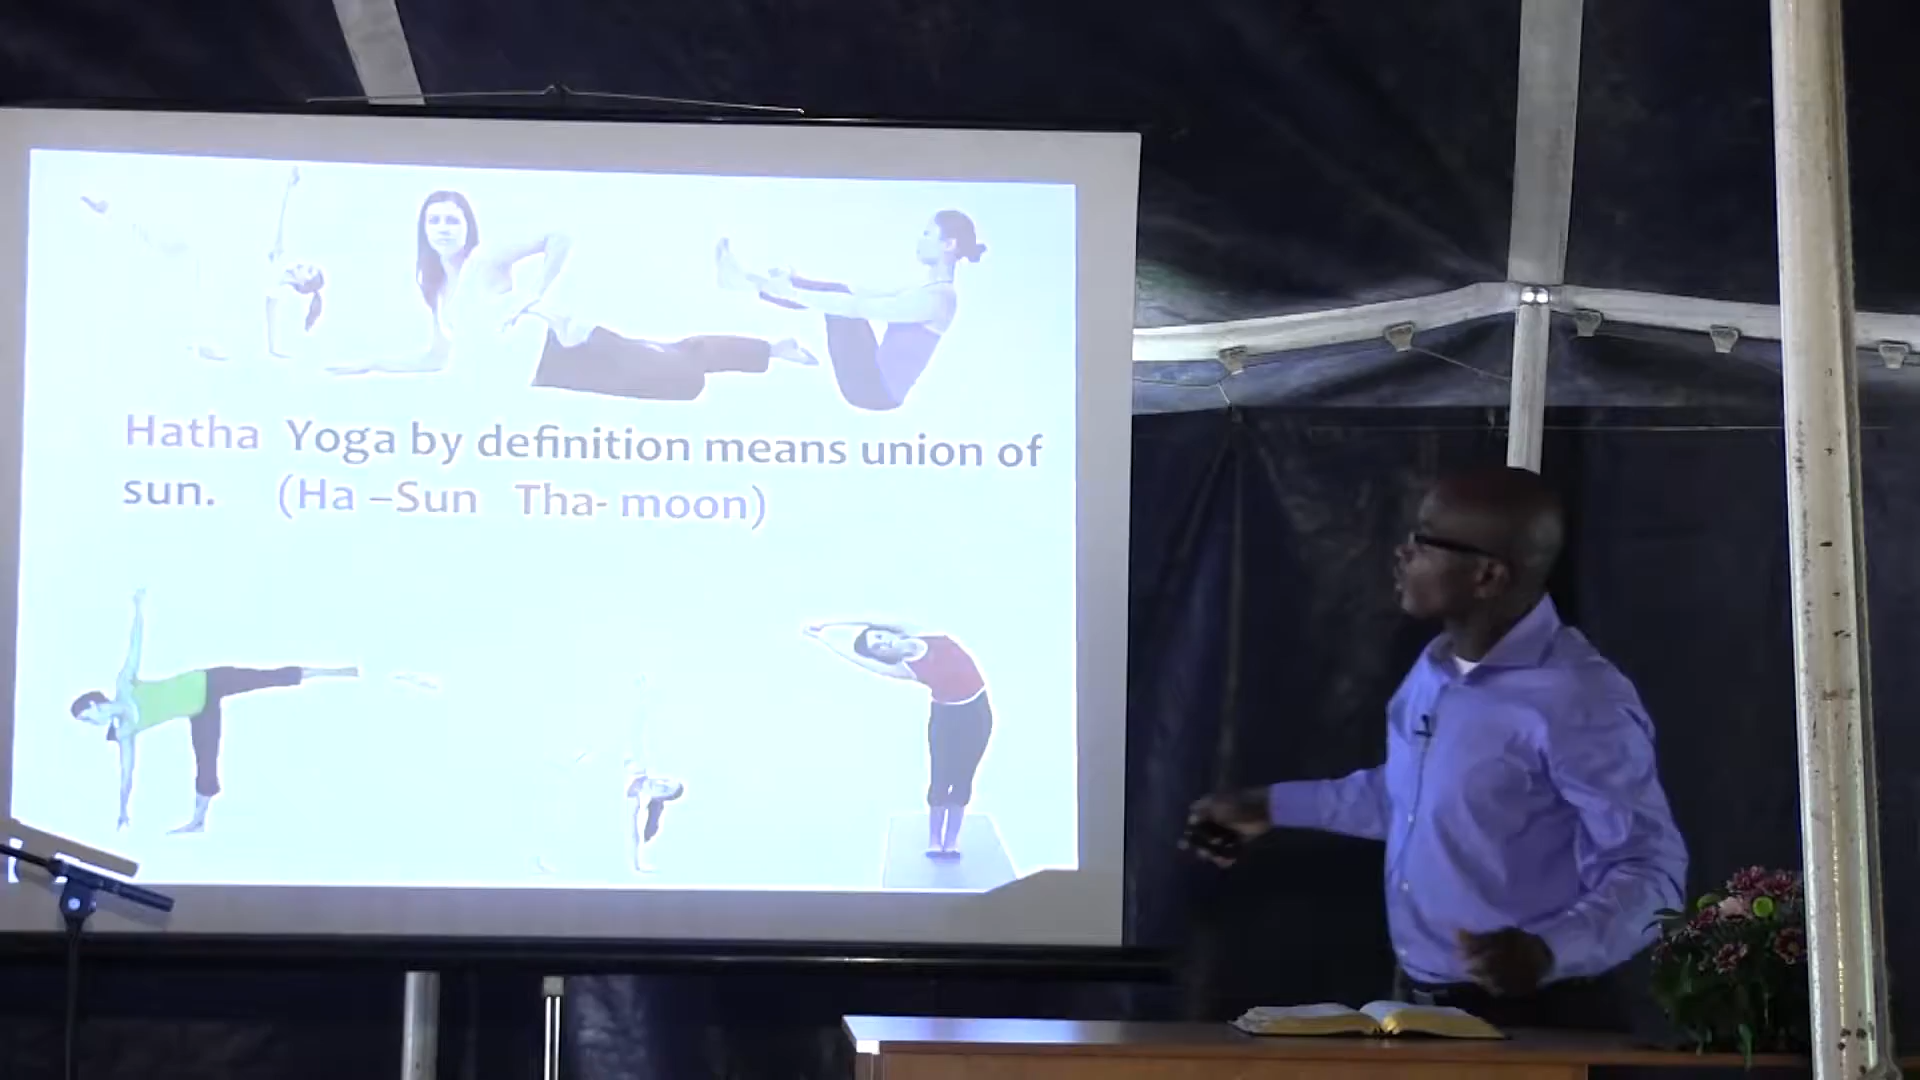 Hatha Yoga by definition means union of
sun. (Ha –Sun Tha- moon)